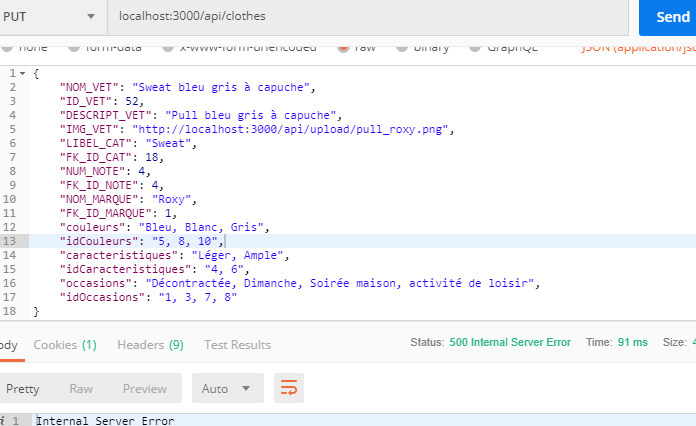 PUT localhost:3000/api/clothes Send
none form-data x-www-form-urlencoded raw binary GraphQL JSON (application/jso
1 {
2 "NOM_VET": "Sweat bleu gris à capuche",
3 "ID_VET": 52,
4 "DESCRIPT_VET": "Pull bleu gris à capuche",
5 "IMG_VET": "http://localhost:3000/api/upload/pull_roxy.png",
6 "LIBEL_CAT": "Sweat",
7 "FK_ID_CAT": 18,
8 "NUM_NOTE": 4,
9 "FK_ID_NOTE": 4,
10 "NOM_MARQUE": "Roxy",
11 "FK_ID_MARQUE": 1,
12 "couleurs": "Bleu, Blanc, Gris",
13 "idCouleurs": "5, 8, 10",
14 "caracteristiques": "Léger, Ample",
15 "idCaracteristiques": "4, 6",
16 "occasions": "Décontractée, Dimanche, Soirée maison, activité de loisir",
17 "idOccasions": "1, 3, 7, 8"
18 }
ody Cookies (1) Headers (9) Test Results Status: 500 Internal Server Error Time: 91 ms Size: 4
Pretty Raw Preview Auto
i 1 Internal Server Error